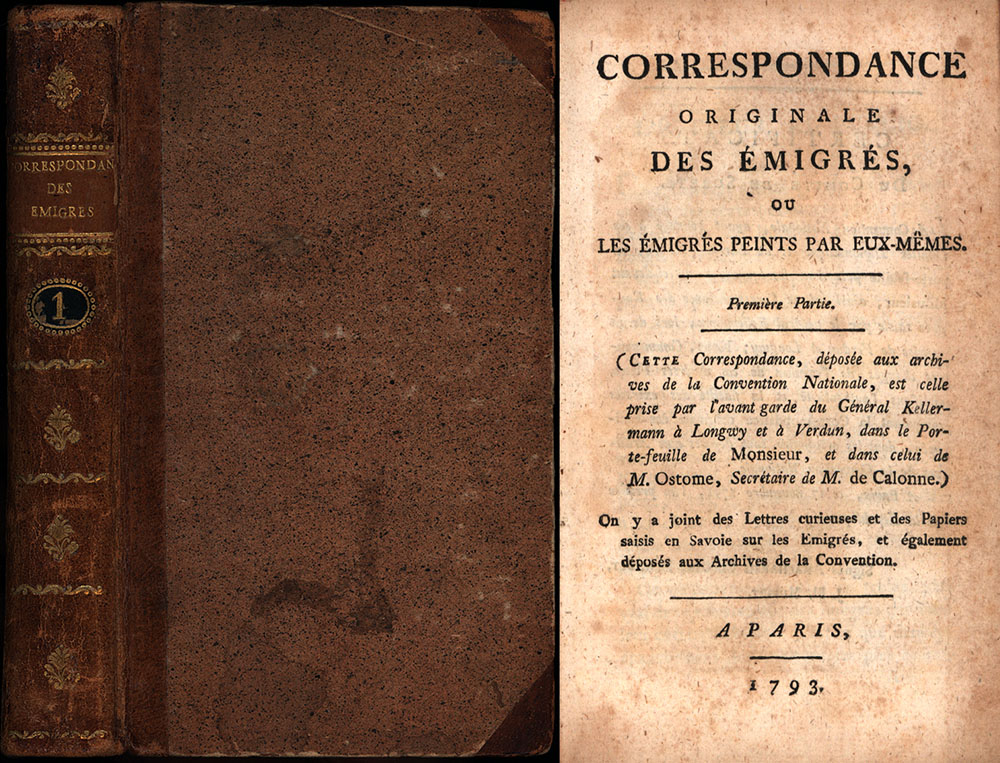 ORRESPONDAN
DES
EMIGRÉS
1
CORRESPONDANCE
ORIGINALE
DES ÉMIGRÉS,
OU
LES ÉMIGRÉS PEINTS PAR EUX-MÊMES.
Première Partie.
(CETTE Correspondance, déposée aux archi-
ves de la Convention Nationale, est celle
prise par l'avant garde du Général Keller-
mann à Longwy et à Verdun, dans le Por-
te-feuille de Monsieur, et dans celui de
M. Ostome, Secrétaire de M. de Calonne.)
On y a joint des Lettres curieuses et des Papiers
saisis en Savoie sur les Emigrés, et également
déposés aux Archives de la Convention.
A PARIS,
1793.